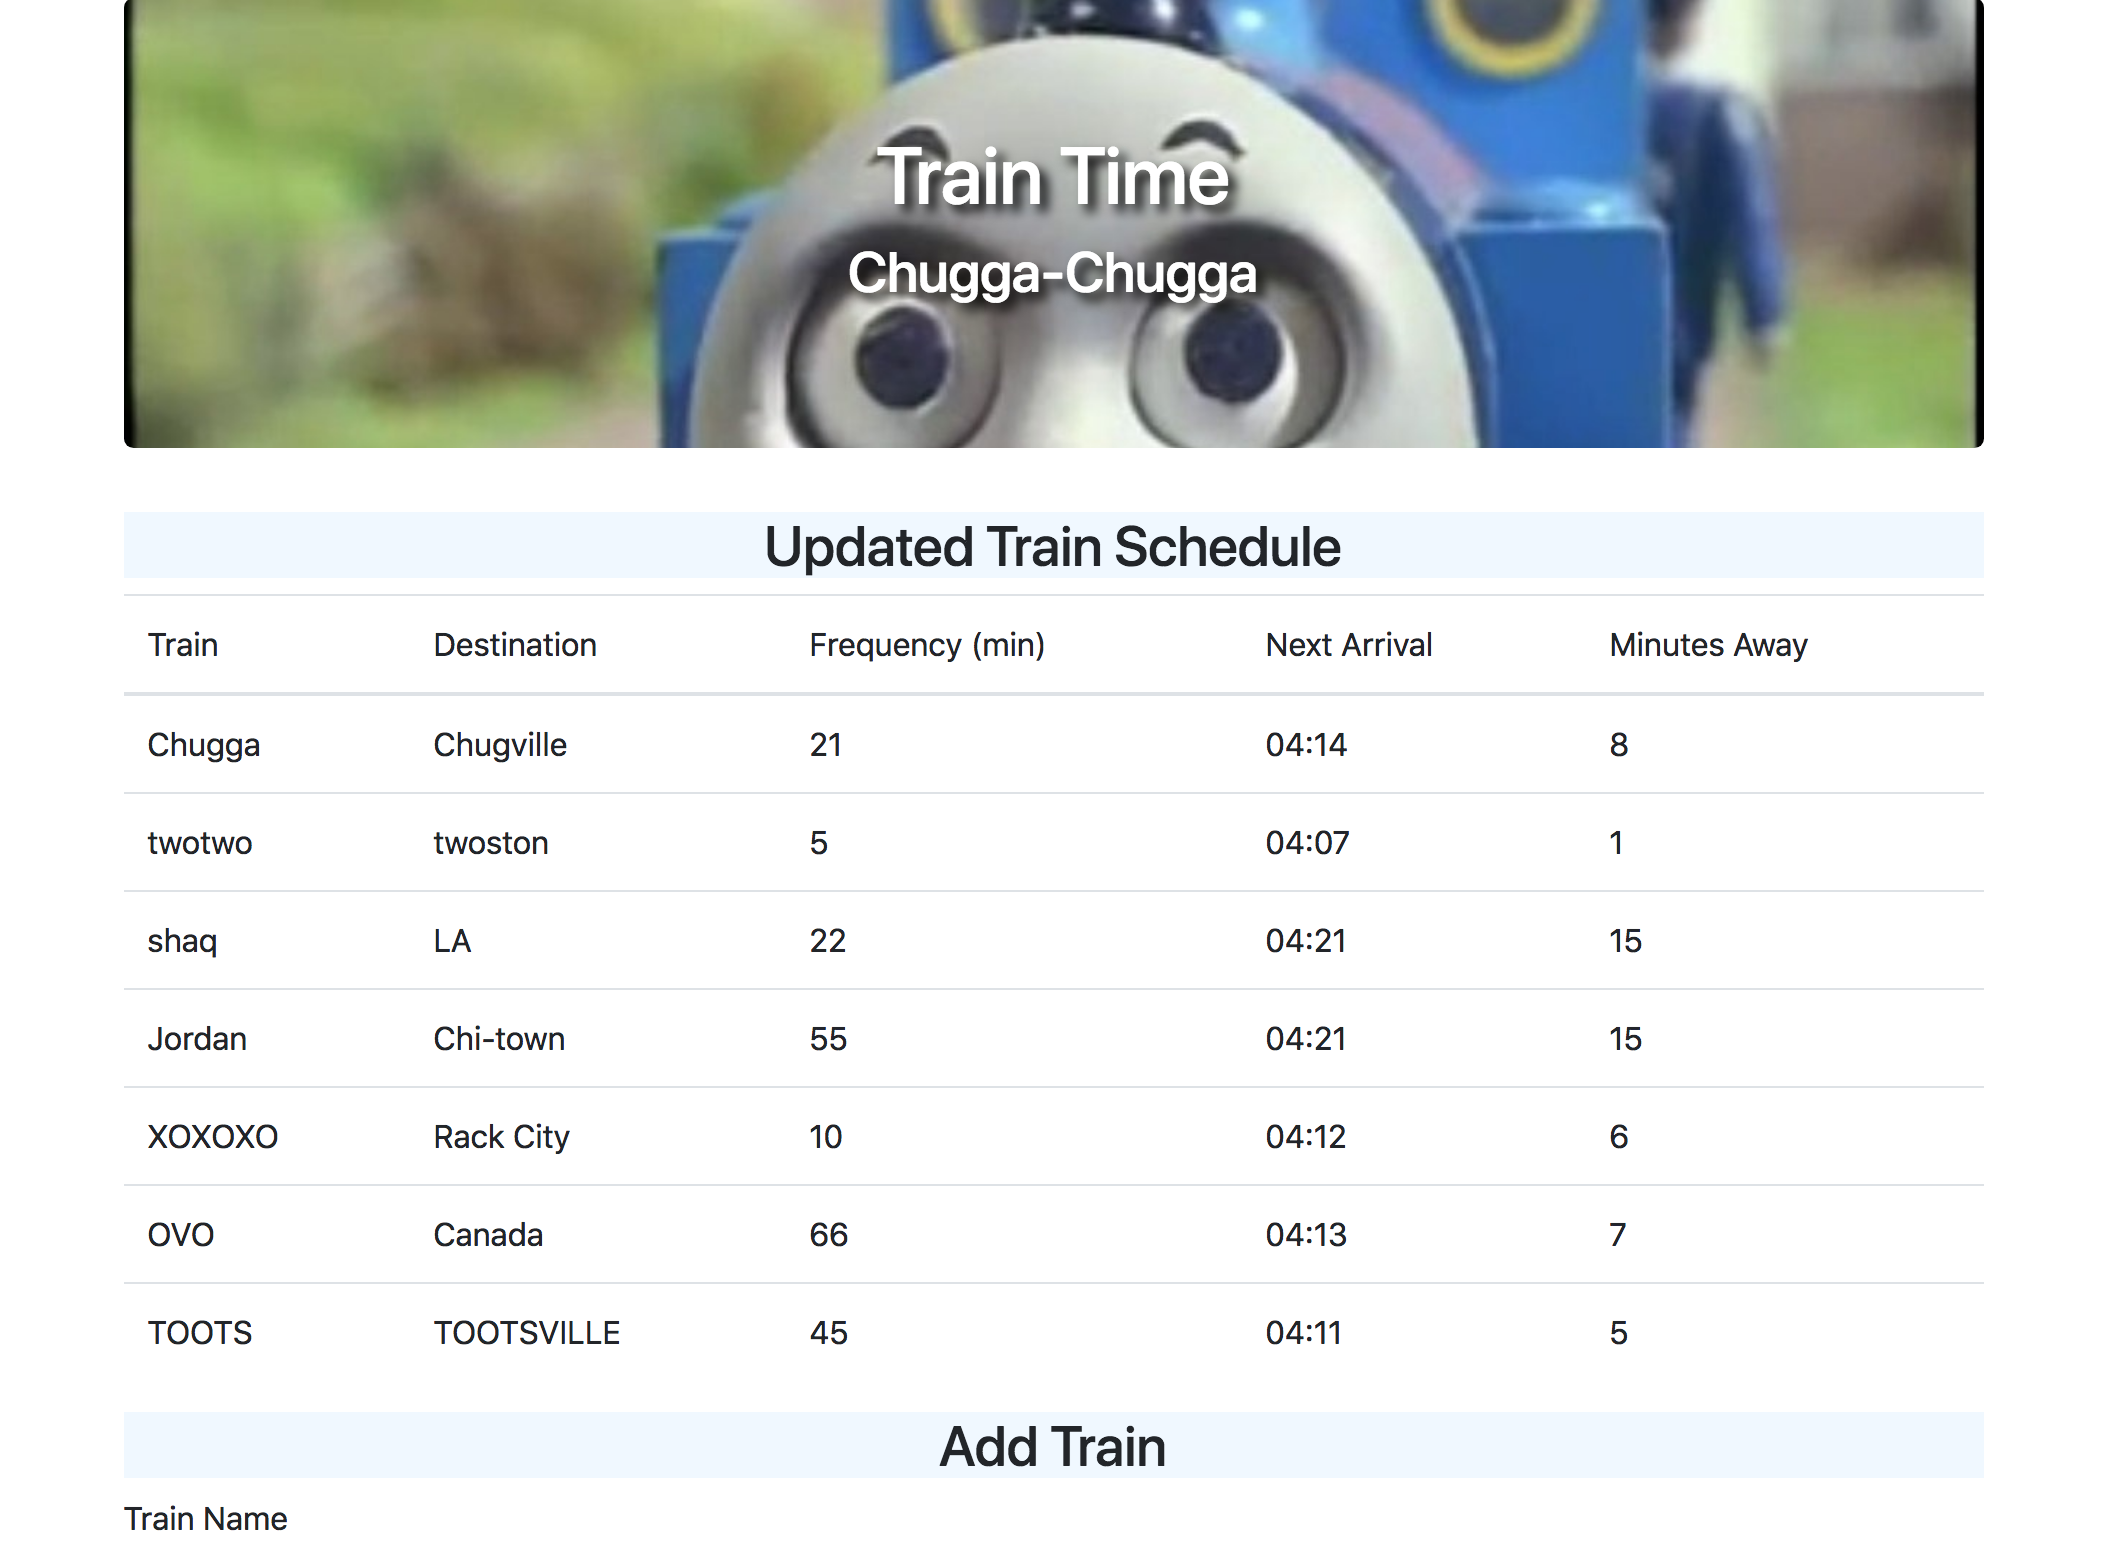 Train Time
Chugga-Chugga
Updated Train Schedule
Train Destination Frequency (min) Next Arrival Minutes Away
Chugga Chugville 21 04:14 8
twotwo twoston 5 04:07 1
shaq LA 22 04:21 15
Jordan Chi-town 55 04:21 15
XOXOXO Rack City 10 04:12 6
OVO Canada 66 04:13 7
TOOTS TOOTSVILLE 45 04:11 5
Add Train
Train Name